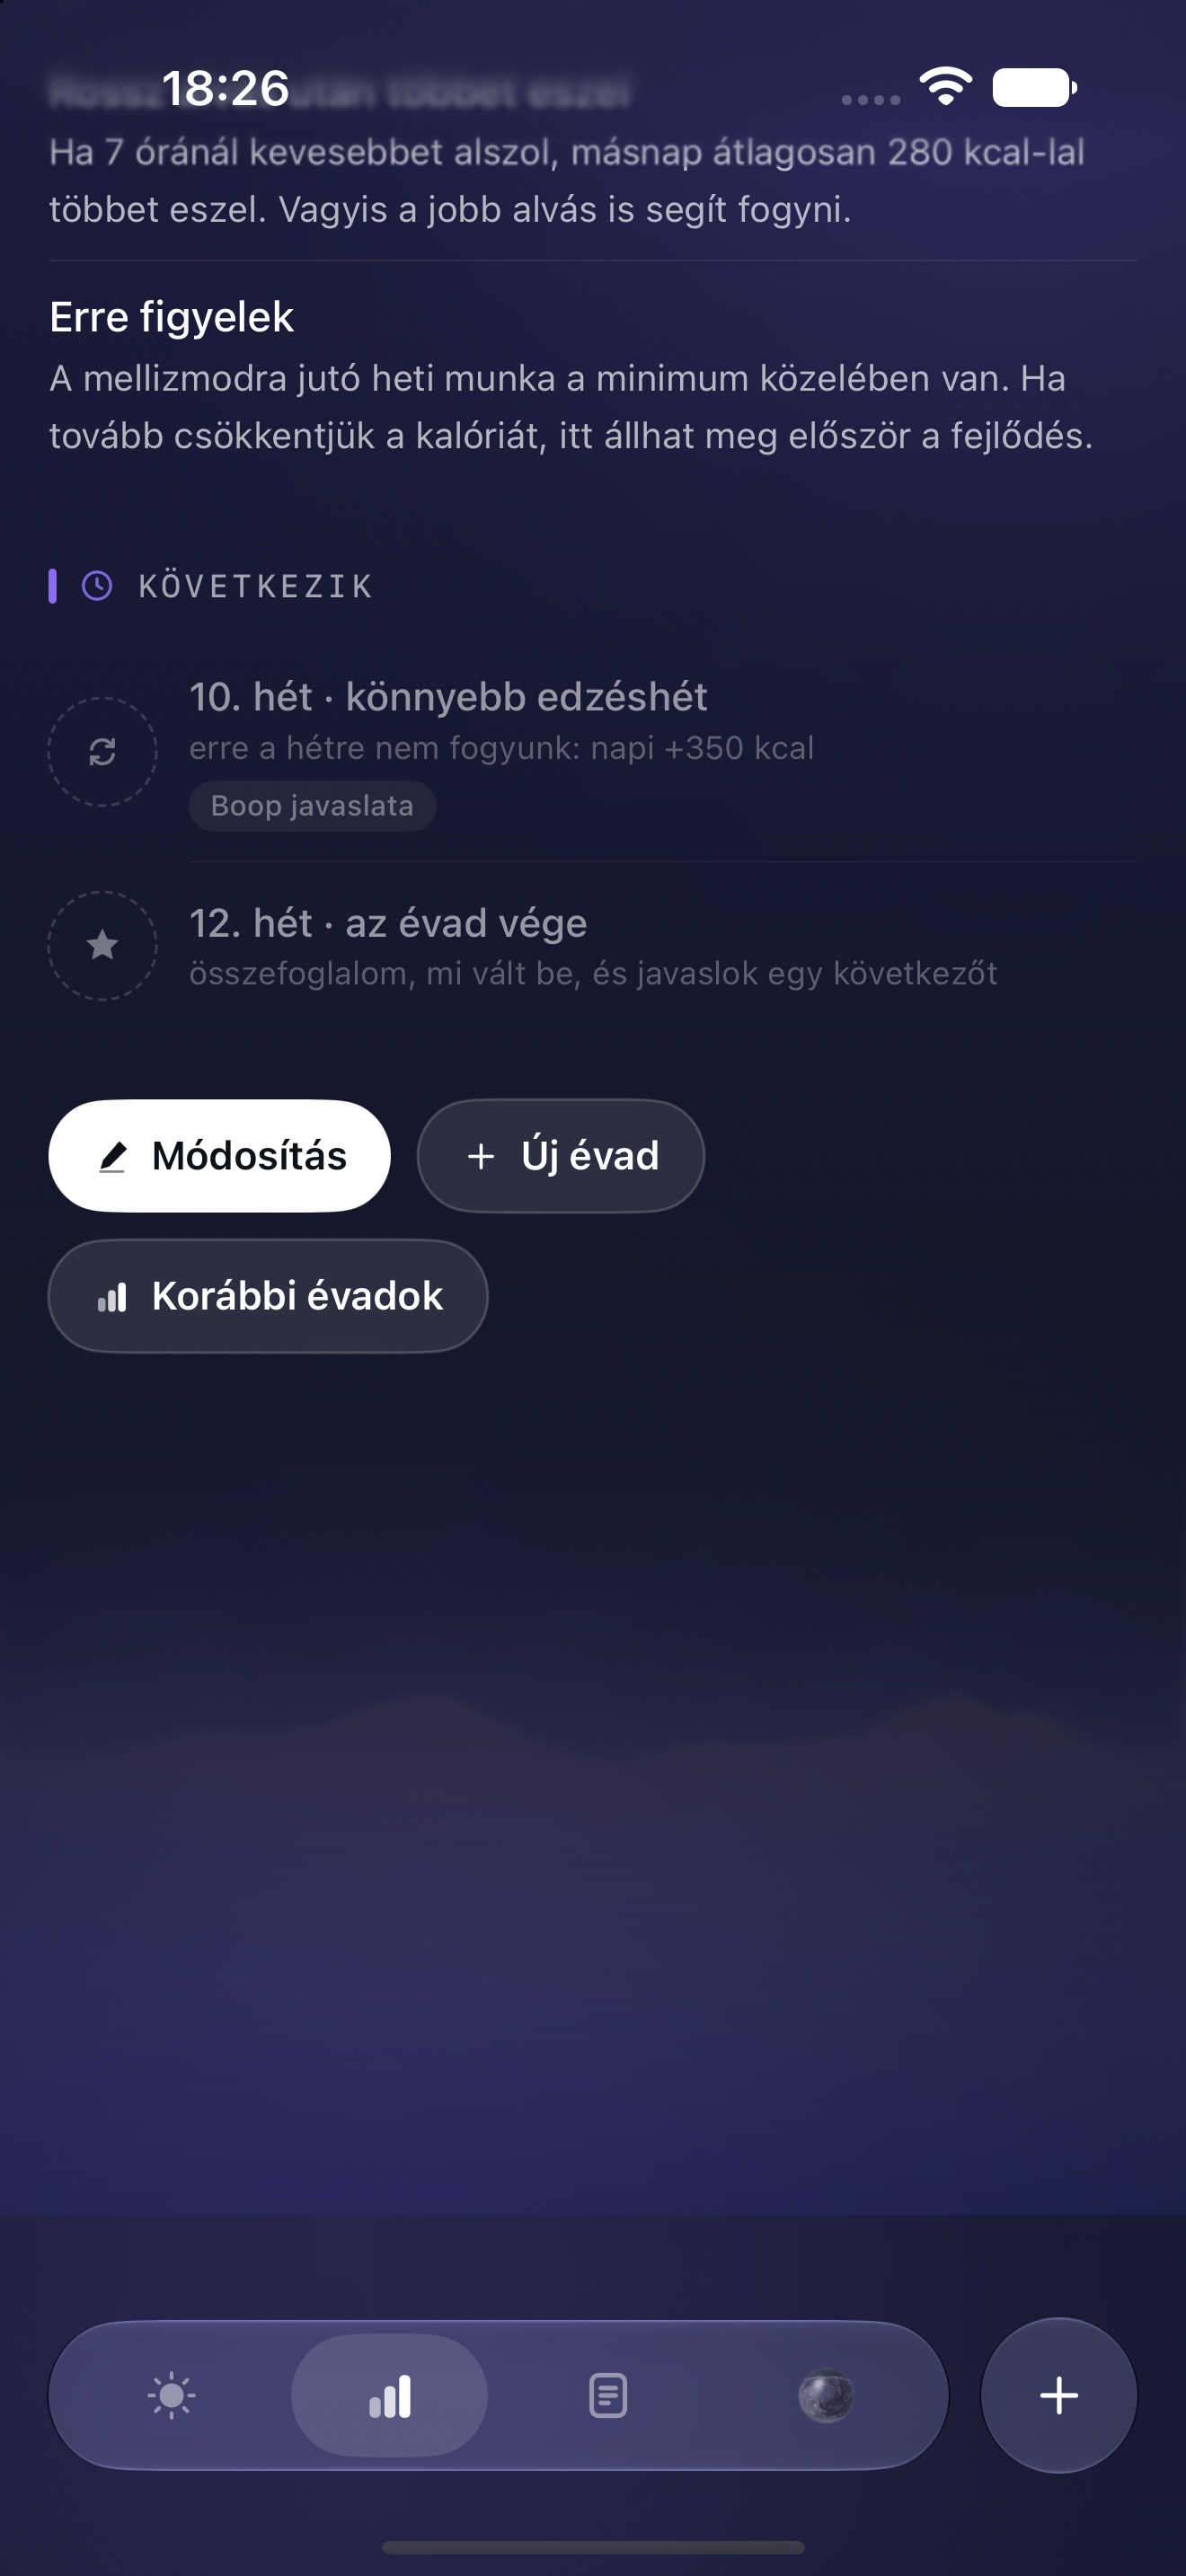 18:26
után többet eszel
Ha 7 óránál kevesebbet alszol, másnap átlagosan 280 kcal-lal
többet eszel. Vagyis a jobb alvás is segít fogyni.
Erre figyelek
A mellizmodra jutó heti munka a minimum közelében van. Ha
tovább csökkentjük a kalóriát, itt állhat meg először a fejlődés.
KÖVETKEZIK
10. hét · könnyebb edzéshét
erre a hétre nem fogyunk: napi +350 kcal
Boop javaslata
12. hét · az évad vége
összefoglalom, mi vált be, és javaslok egy következőt
Módosítás
Új évad
Korábbi évadok